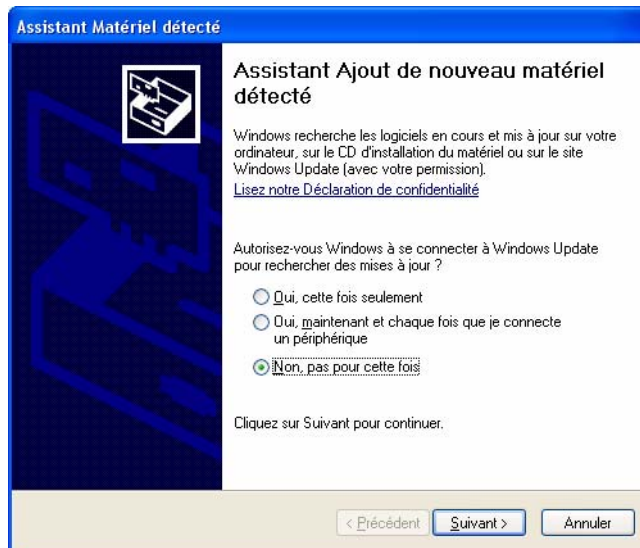 Assistant Matériel détecté
Assistant Ajout de nouveau matériel
détecté
Windows recherche les logiciels en cours et mis à jour sur votre
ordinateur, sur le CD d'installation du matériel ou sur le site
Windows Update (avec votre permission).
Lisez notre Déclaration de confidentialité
Autorisez-vous Windows à se connecter à Windows Update
pour rechercher des mises à jour ?
Oui, cette fois seulement
Oui, maintenant et chaque fois que je connecte
un périphérique
Non, pas pour cette fois
Cliquez sur Suivant pour continuer.
< Précédent Suivant > Annuler